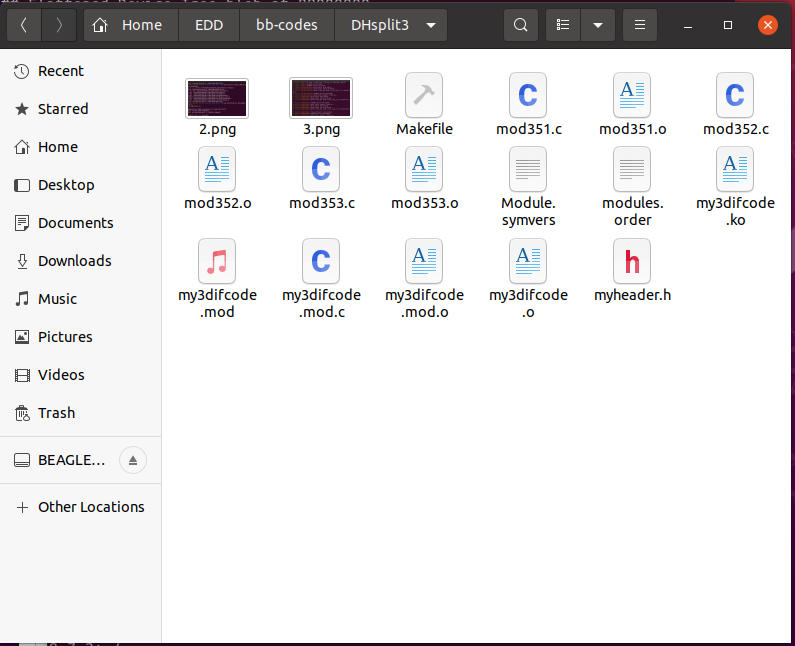 Home EDD bb-codes DHsplit3
Recent
Starred
Home
Desktop
Documents
Downloads
Music
Pictures
Videos
Trash
BEAGLE…
Other Locations
2.png 3.png Makefile mod351.c mod351.o mod352.c
mod352.o mod353.c mod353.o Module.
symvers modules.
order my3difcode
.ko
my3difcode
.mod my3difcode
.mod.c my3difcode
.mod.o my3difcode
.o myheader.h